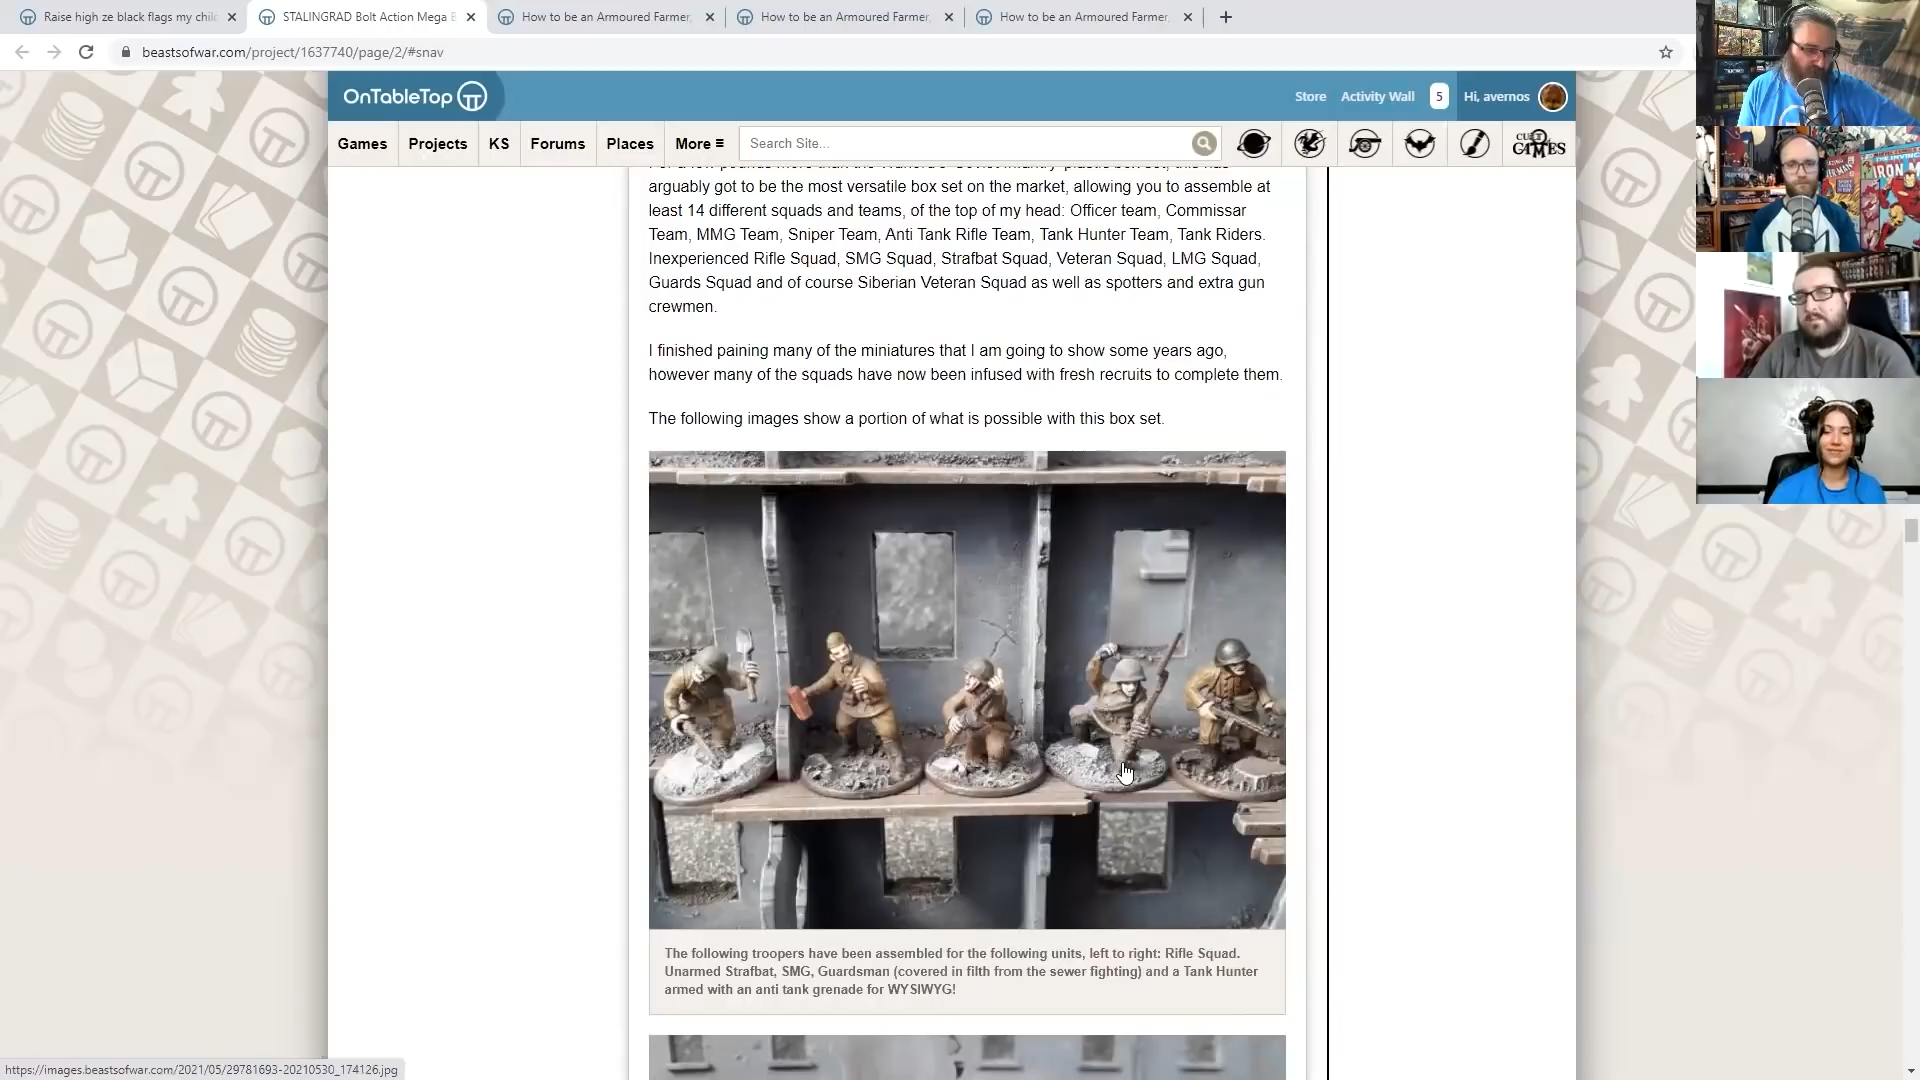 Raise high ze black flags my chil
STALINGRAD Bolt Action Mega B
How to be an Armoured Farmer,
How to be an Armoured Farmer,
How to be an Armoured Farmer,
beastsofwar.com/project/1637740/page/2/#snav
OnTableTop
Store
Activity Wall
5
Hi, avernos
Games
Projects
KS
Forums
Places
More
Search Site...
CULT OF GAMES
arguably got to be the most versatile box set on the market, allowing you to assemble at
least 14 different squads and teams, of the top of my head: Officer team, Commissar
Team, MMG Team, Sniper Team, Anti Tank Rifle Team, Tank Hunter Team, Tank Riders.
Inexperienced Rifle Squad, SMG Squad, Strafbat Squad, Veteran Squad, LMG Squad,
Guards Squad and of course Siberian Veteran Squad as well as spotters and extra gun
crewmen.
I finished paining many of the miniatures that I am going to show some years ago,
however many of the squads have now been infused with fresh recruits to complete them.
The following images show a portion of what is possible with this box set.
The following troopers have been assembled for the following units, left to right: Rifle Squad.
Unarmed Strafbat, SMG, Guardsman (covered in filth from the sewer fighting) and a Tank Hunter
armed with an anti tank grenade for WYSIWYG!
https://images.beastsofwar.com/2021/05/29781693-20210530_174126.jpg
THE INVINCIBLE
IRON M